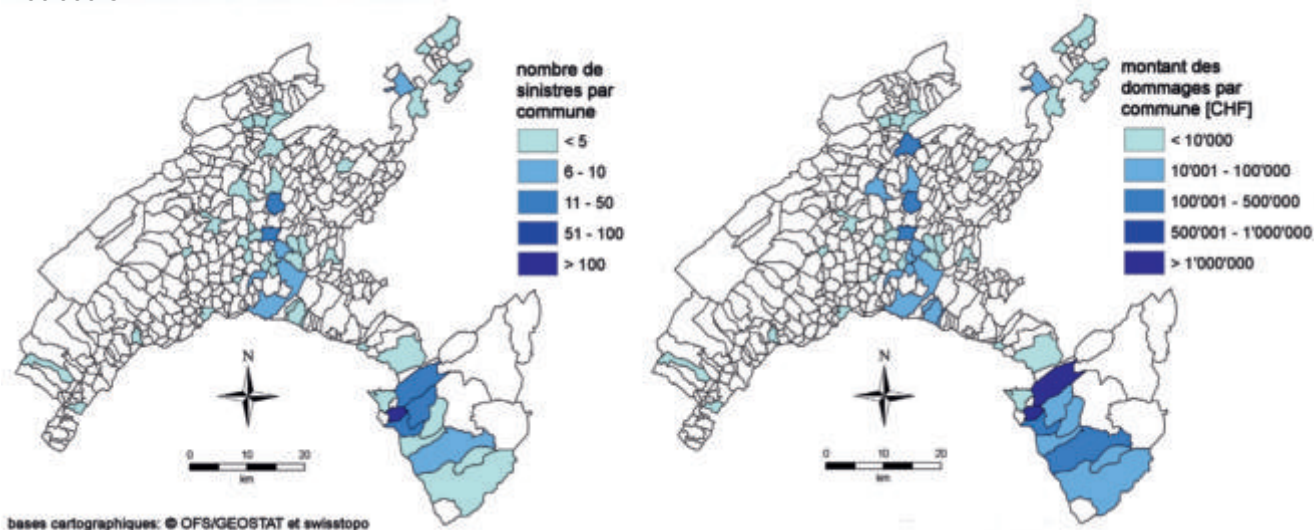 nombre de
sinistres par
commune
< 5
6 - 10
11 - 50
51 - 100
> 100
N
0 10 20
km
montant des
dommages par
commune [CHF]
< 10'000
10'001 - 100'000
100'001 - 500'000
500'001 - 1'000'000
> 1'000'000
N
0 10 20
km
bases cartographiques: © OFS/GEOSTAT et swisstopo